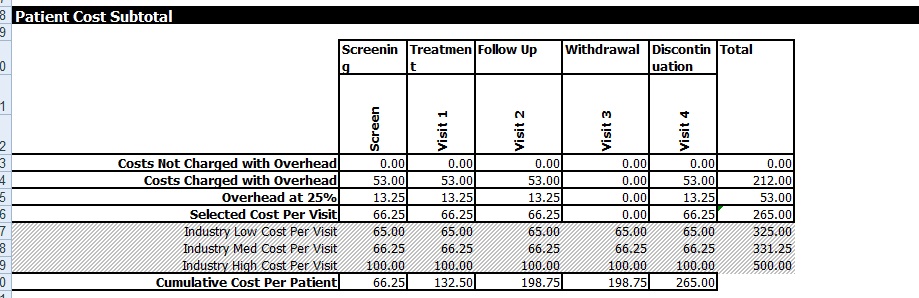 8 Patient Cost Subtotal
9
Screenin Treatmen Follow Up Withdrawal Discontin Total
0 g t uation
1
2 Screen Visit 1 Visit 2 Visit 3 Visit 4
3 Costs Not Charged with Overhead 0.00 0.00 0.00 0.00 0.00 0.00
4 Costs Charged with Overhead 53.00 53.00 53.00 0.00 53.00 212.00
5 Overhead at 25% 13.25 13.25 13.25 0.00 13.25 53.00
6 Selected Cost Per Visit 66.25 66.25 66.25 0.00 66.25 265.00
7 Industry Low Cost Per Visit 65.00 65.00 65.00 65.00 65.00 325.00
8 Industry Med Cost Per Visit 66.25 66.25 66.25 66.25 66.25 331.25
9 Industry High Cost Per Visit 100.00 100.00 100.00 100.00 100.00 500.00
0 Cumulative Cost Per Patient 66.25 132.50 198.75 198.75 265.00